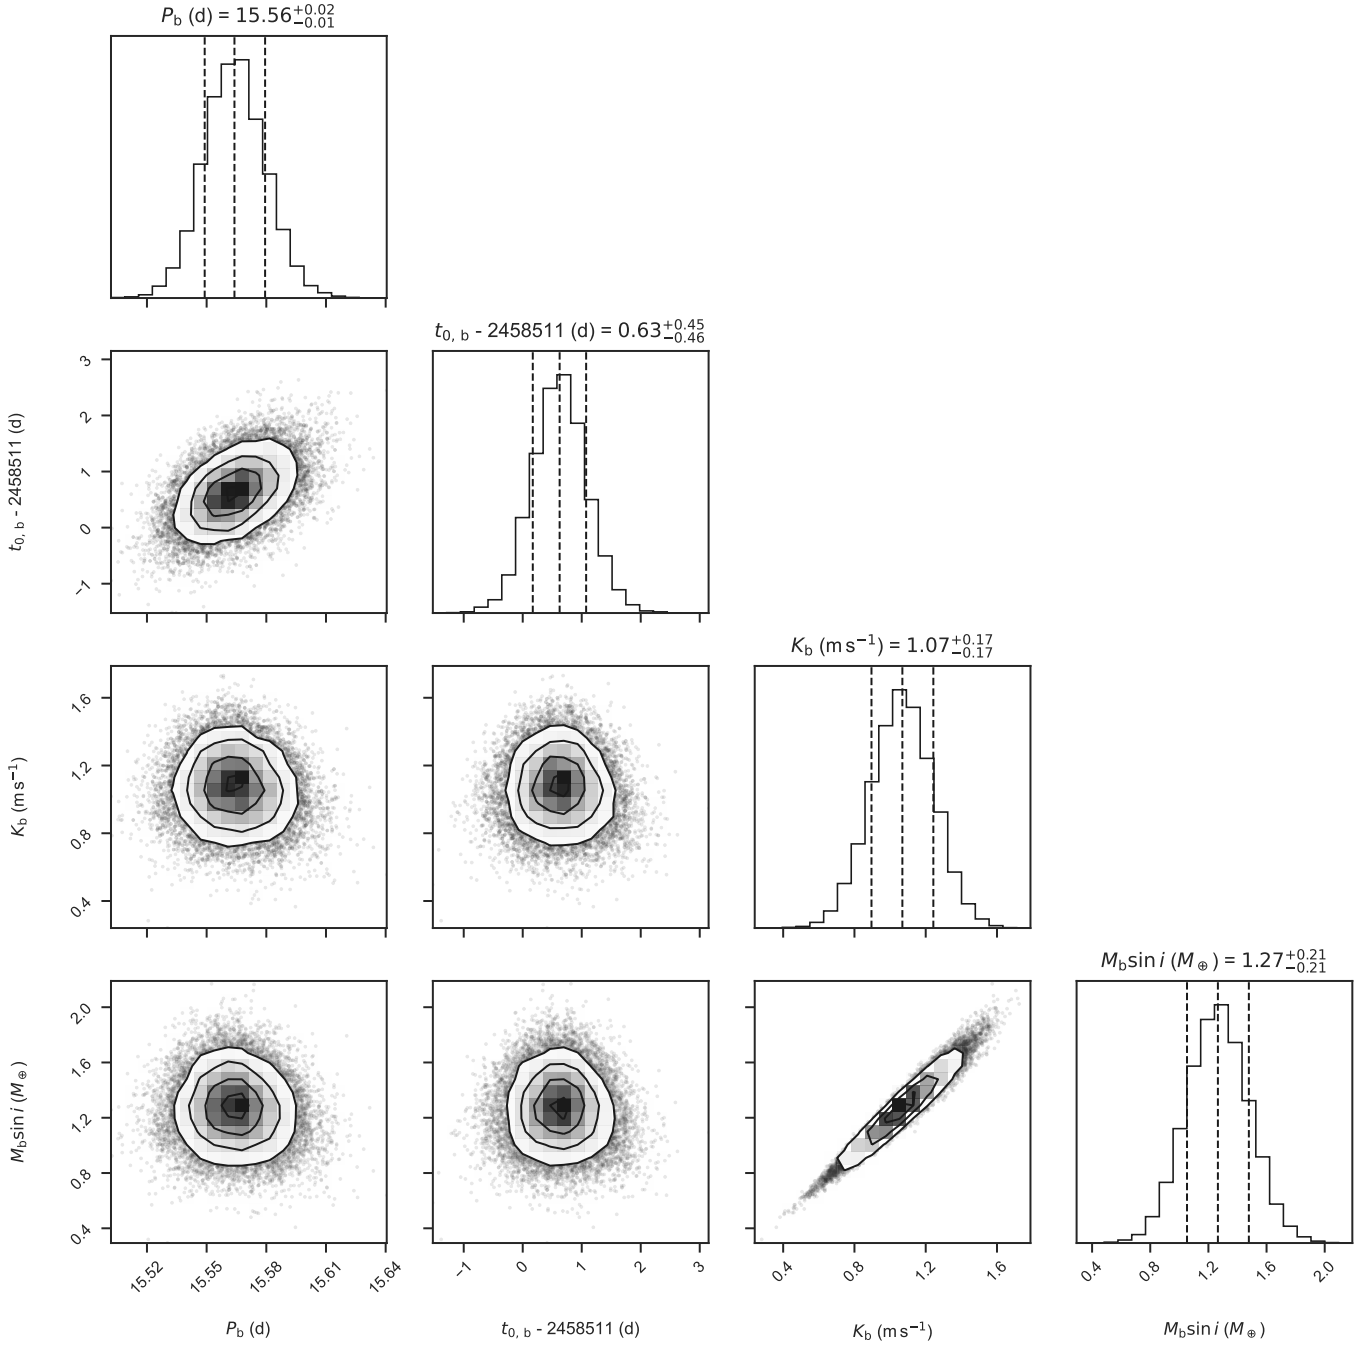 P_b (d) = 15.56^{+0.02}_{−0.01}
t_{0, b} - 2458511 (d) = 0.63^{+0.45}_{−0.46}
3
2
1
0
−1
t_{0, b} - 2458511 (d)
K_b (m s^{−1}) = 1.07^{+0.17}_{−0.17}
1.6
1.2
0.8
0.4
K_b (m s^{−1})
M_b sin i (M_⊕) = 1.27^{+0.21}_{−0.21}
2.0
1.6
1.2
0.8
0.4
M_b sin i (M_⊕)
15.52 15.55 15.58 15.61 15.64
−1 0 1 2 3
0.4 0.8 1.2 1.6
0.4 0.8 1.2 1.6 2.0
P_b (d)
t_{0, b} - 2458511 (d)
K_b (m s^{−1})
M_b sin i (M_⊕)